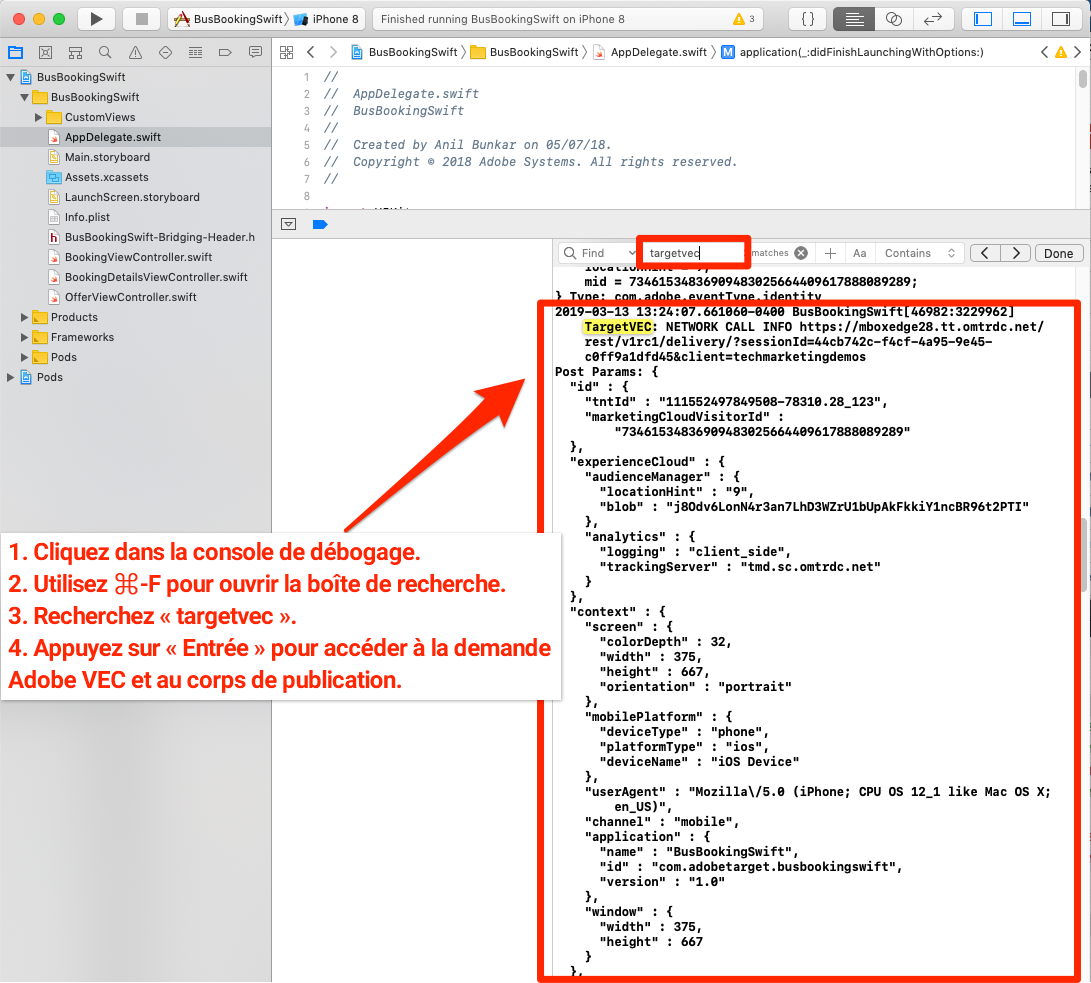 BusBookingSwift iPhone 8
Finished running BusBookingSwift on iPhone 8
3
{ }
BusBookingSwift
BusBookingSwift
AppDelegate.swift
M
application(_:didFinishLaunchingWithOptions:)
BusBookingSwift
BusBookingSwift
CustomViews
AppDelegate.swift
Main.storyboard
Assets.xcassets
LaunchScreen.storyboard
Info.plist
h BusBookingSwift-Bridging-Header.h
BookingViewController.swift
BookingDetailsViewController.swift
OfferViewController.swift
Products
Frameworks
Pods
Pods
1 //
2 // AppDelegate.swift
3 // BusBookingSwift
4 //
5 // Created by Anil Bunkar on 05/07/18.
6 // Copyright © 2018 Adobe Systems. All rights reserved.
7 //
8
Find targetvec matches + Aa Contains Done
mid = 73461534836909483025664409617888089289;
} Type: com.adobe.eventType.identity
2019-03-13 13:24:07.661060-0400 BusBookingSwift[46982:3229962]
TargetVEC: NETWORK CALL INFO https://mboxedge28.tt.omtrdc.net/
rest/v1rc1/delivery/?sessionId=44cb742c-f4cf-4a95-9e45-
c0ff9a1dfd45&client=techmarketingdemos
Post Params: {
"id" : {
"tntId" : "111552497849508-78310.28_123",
"marketingCloudVisitorId" :
"73461534836909483025664409617888089289"
},
"experienceCloud" : {
"audienceManager" : {
"locationHint" : "9",
"blob" : "j8Odv6LonN4r3an7LhD3WZrU1bUpAkFkkiY1ncBR96t2PTI"
},
"analytics" : {
"logging" : "client_side",
"trackingServer" : "tmd.sc.omtrdc.net"
}
},
"context" : {
"screen" : {
"colorDepth" : 32,
"width" : 375,
"height" : 667,
"orientation" : "portrait"
},
"mobilePlatform" : {
"deviceType" : "phone",
"platformType" : "ios",
"deviceName" : "iOS Device"
},
"userAgent" : "Mozilla\/5.0 (iPhone; CPU OS 12_1 like Mac OS X;
en_US)",
"channel" : "mobile",
"application" : {
"name" : "BusBookingSwift",
"id" : "com.adobetarget.busbookingswift",
"version" : "1.0"
},
"window" : {
"width" : 375,
"height" : 667
}
},
1. Cliquez dans la console de débogage.
2. Utilisez ⌘-F pour ouvrir la boîte de recherche.
3. Recherchez « targetvec ».
4. Appuyez sur « Entrée » pour accéder à la demande
Adobe VEC et au corps de publication.